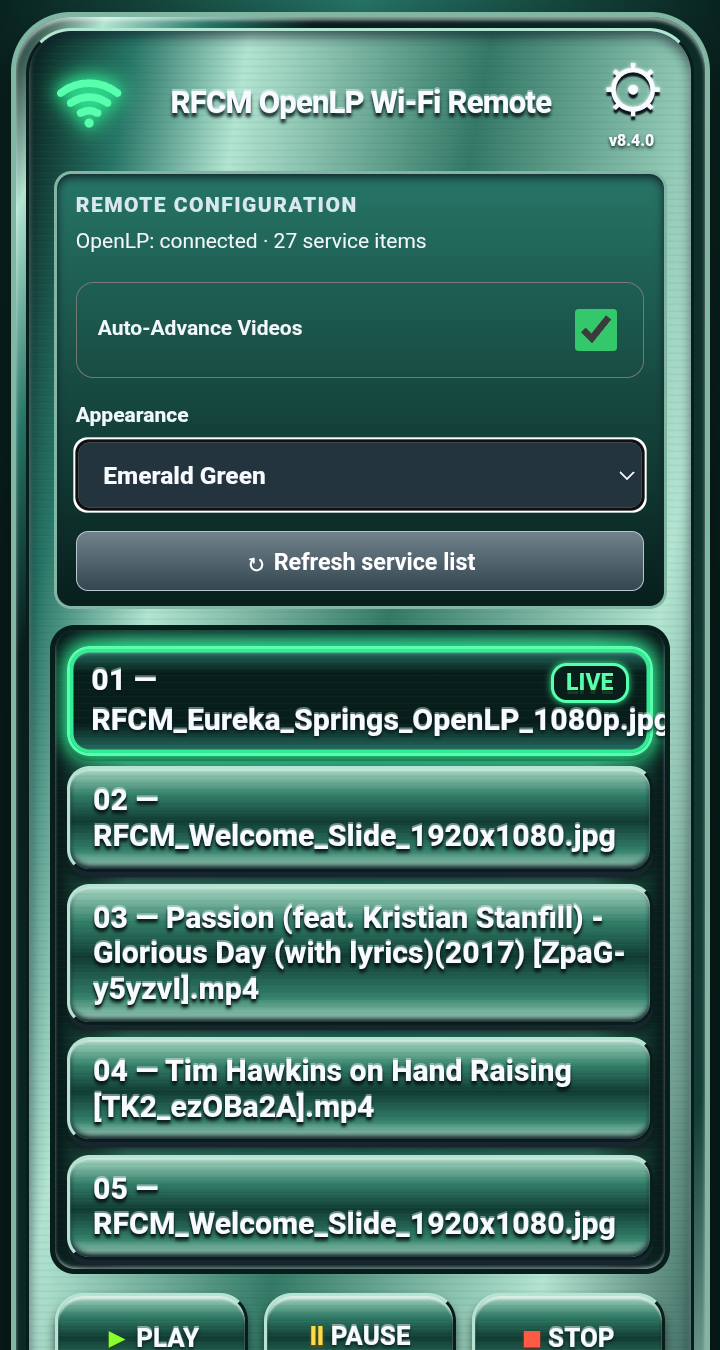 RFCM OpenLP Wi-Fi Remote
v8.4.0
REMOTE CONFIGURATION
OpenLP: connected · 27 service items
Auto-Advance Videos
Appearance
Emerald Green
↻ Refresh service list
01 —
LIVE
RFCM_Eureka_Springs_OpenLP_1080p.jpg
02 —
RFCM_Welcome_Slide_1920x1080.jpg
03 — Passion (feat. Kristian Stanfill) -
Glorious Day (with lyrics)(2017) [ZpaG-
y5yzvI].mp4
04 — Tim Hawkins on Hand Raising
[TK2_ezOBa2A].mp4
05 —
RFCM_Welcome_Slide_1920x1080.jpg
PLAY
PAUSE
STOP